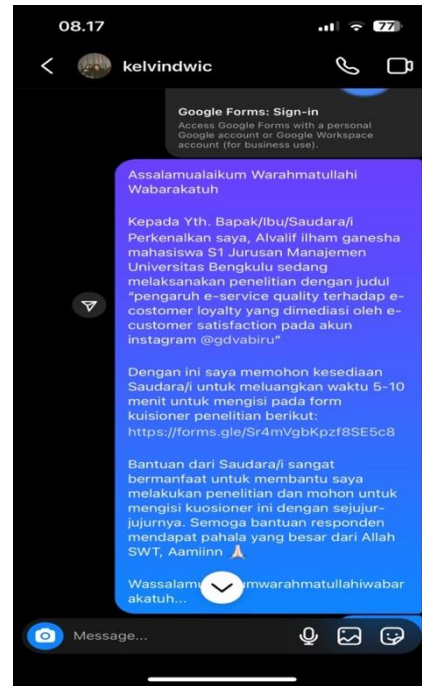 08.17
77
kelvindwic
Google Forms: Sign-in
Access Google Forms with a personal
Google account or Google Workspace
account (for business use).
Assalamualaikum Warahmatullahi
Wabarakatuh
Kepada Yth. Bapak/Ibu/Saudara/i
Perkenalkan saya, Alvalif ilham ganesha
mahasiswa S1 Jurusan Manajemen
Universitas Bengkulu sedang
melaksanakan penelitian dengan judul
"pengaruh e-service quality terhadap e-
costomer loyalty yang dimediasi oleh e-
customer satisfaction pada akun
instagram @gdvabiru"
Dengan ini saya memohon kesediaan
Saudara/i untuk meluangkan waktu 5-10
menit untuk mengisi pada form
kuisioner penelitian berikut:
https://forms.gle/Sr4mVgbKpzf8SE5c8
Bantuan dari Saudara/i sangat
bermanfaat untuk membantu saya
melakukan penelitian dan mohon untuk
mengisi kuosioner ini dengan sejujur-
jujurnya. Semoga bantuan responden
mendapat pahala yang besar dari Allah
SWT, Aamiinn 🙏🏻
akatuh...
Message...